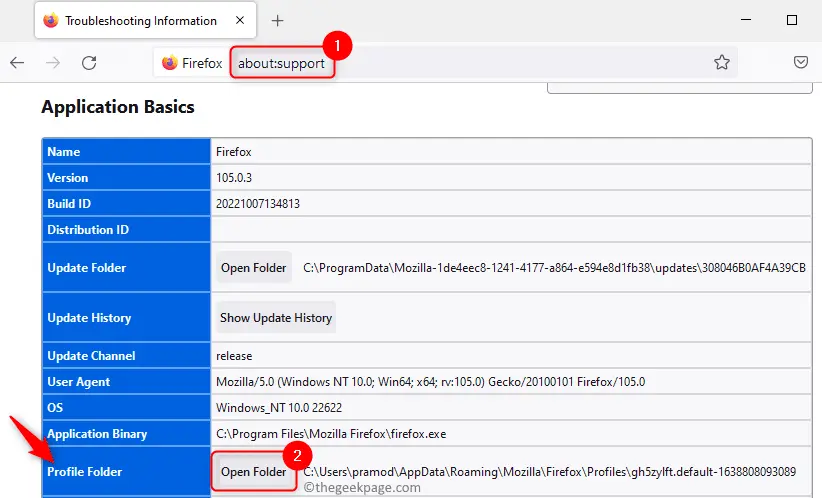 Troubleshooting Information
1
Firefox about:support
Application Basics
Name Firefox
Version 105.0.3
Build ID 20221007134813
Distribution ID
Update Folder Open Folder C:\ProgramData\Mozilla-1de4eec8-1241-4177-a864-e594e8d1fb38\updates\308046B0AF4A39CB
Update History Show Update History
Update Channel release
User Agent Mozilla/5.0 (Windows NT 10.0; Win64; x64; rv:105.0) Gecko/20100101 Firefox/105.0
OS Windows_NT 10.0 22622
Application Binary C:\Program Files\Mozilla Firefox\firefox.exe
2
Profile Folder Open Folder C:\Users\pramod\AppData\Roaming\Mozilla\Firefox\Profiles\gh5zylft.default-1638808093089
©thegeekpage.com